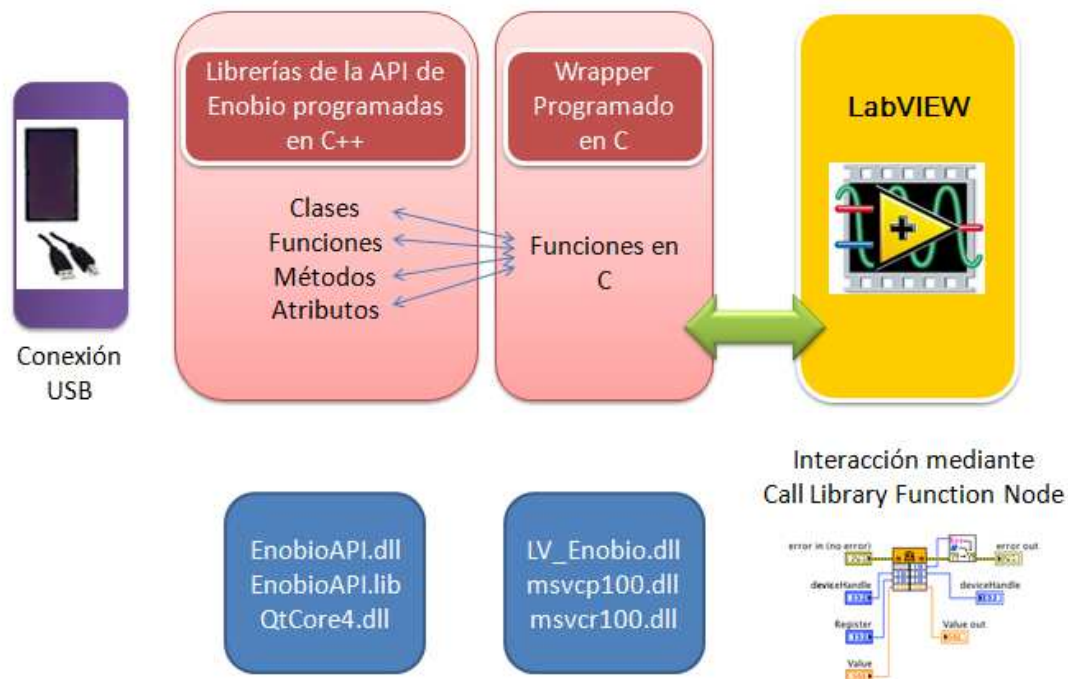 Librerías de la API de
Enobio programadas
en C++
Wrapper
Programado
en C
LabVIEW
Clases
Funciones
Métodos
Atributos
Funciones en
C
Conexión
USB
Interacción mediante
Call Library Function Node
EnobioAPI.dll
EnobioAPI.lib
QtCore4.dll
LV_Enobio.dll
msvcp100.dll
msvcr100.dll
error in (no error)
error out
deviceHandle
deviceHandle
Register
Value out
Value